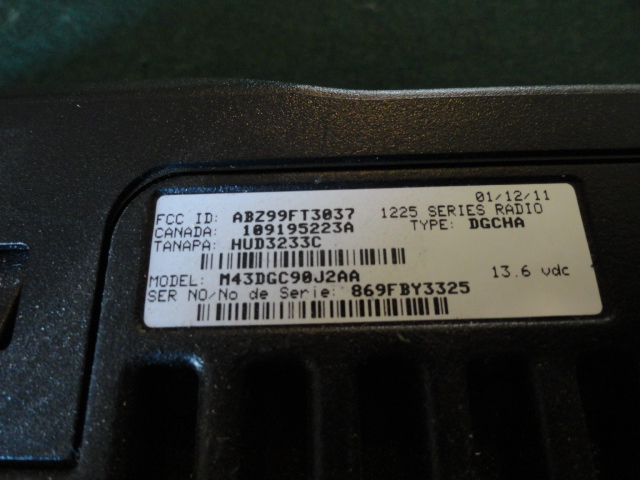 01/12/11
FCC ID: ABZ99FT3037 1225 SERIES RADIO
CANADA: 109195223A TYPE: DGCHA
TANAPA: HUD3233C
MODEL: M43DGC90J2AA 13.6 vdc
SER NO/No de Serie: 869FBY3325